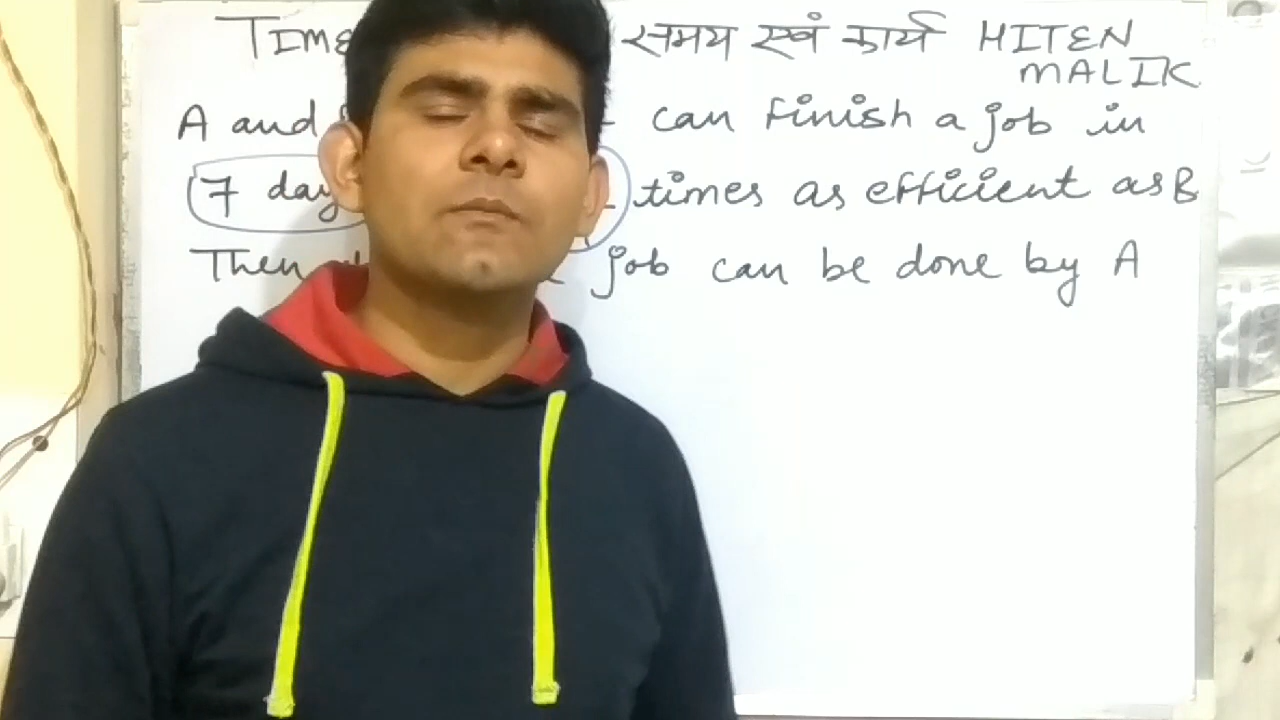 TIME समय एवं कार्य HITEN
MALIK
A and can finish a job in
7 day times as efficient as B
Then job can be done by A